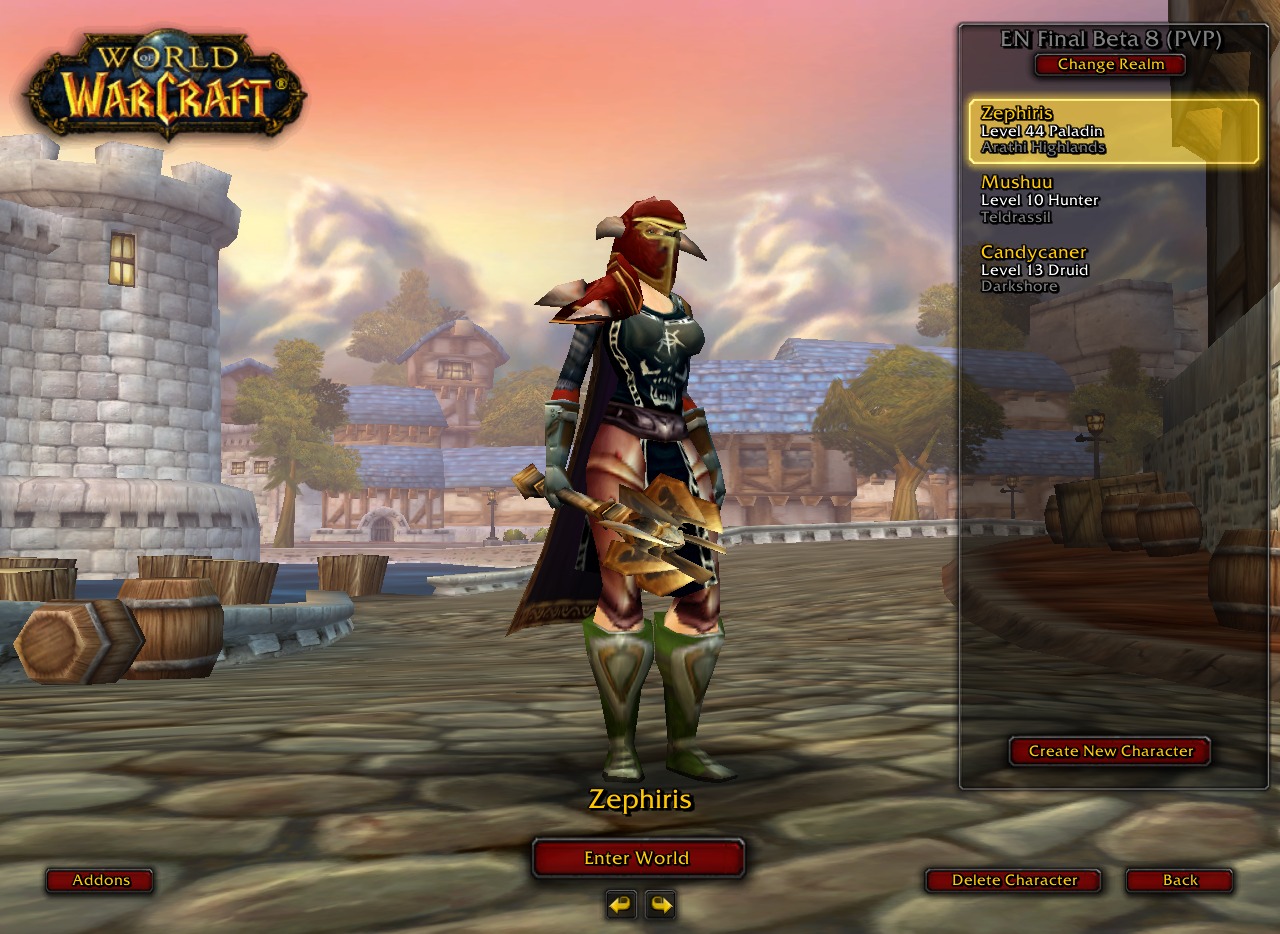 WORLD OF WARCRAFT®
EN Final Beta 8 (PVP)
Change Realm
Zephiris
Level 44 Paladin
Arathi Highlands
Mushuu
Level 10 Hunter
Teldrassil
Candycaner
Level 13 Druid
Darkshore
Create New Character
Zephiris
Enter World
Addons
Delete Character
Back